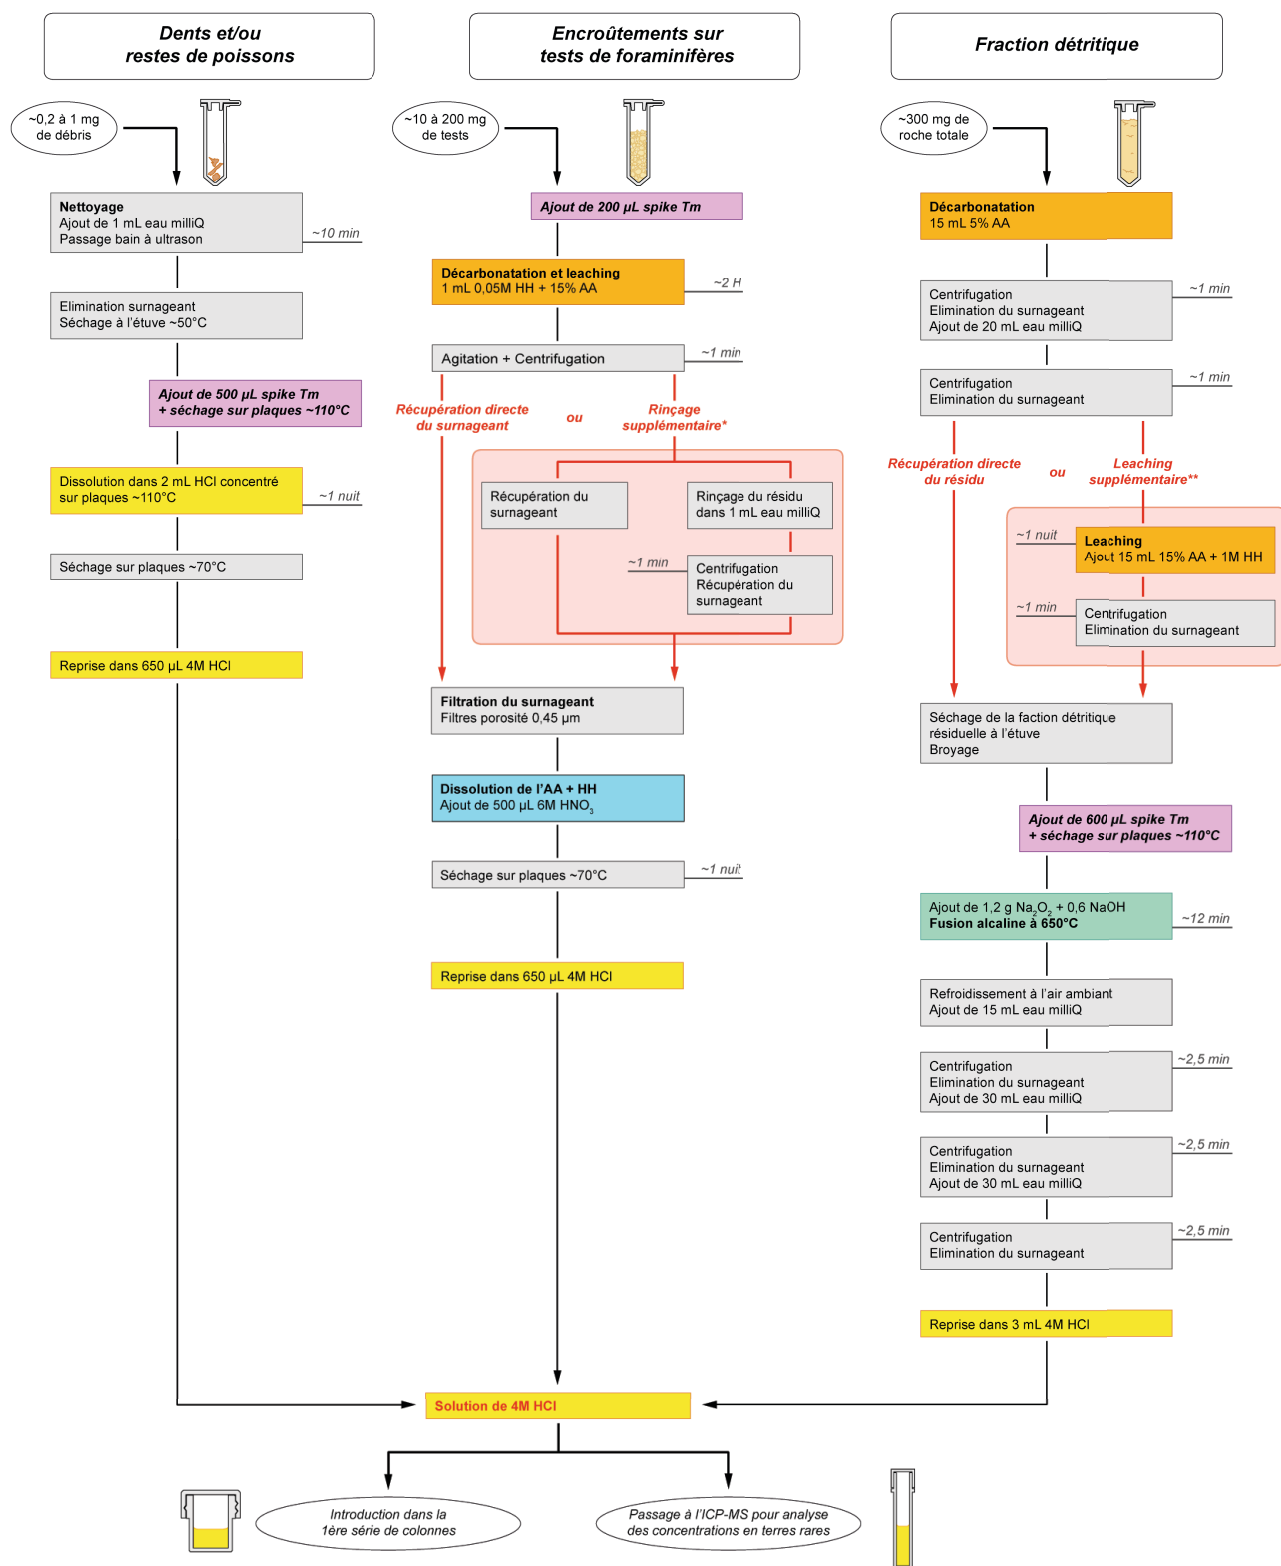 Dents et/ou
restes de poissons
~0,2 à 1 mg
de débris
Nettoyage
Ajout de 1 mL eau milliQ
Passage bain à ultrason
~10 min
Elimination surnageant
Séchage à l'étuve ~50°C
Ajout de 500 µL spike Tm
+ séchage sur plaques ~110°C
Dissolution dans 2 mL HCl concentré
sur plaques ~110°C
~1 nuit
Séchage sur plaques ~70°C
Reprise dans 650 µL 4M HCl
Encroûtements sur
tests de foraminifères
~10 à 200 mg
de tests
Ajout de 200 µL spike Tm
Décarbonatation et leaching
1 mL 0,05M HH + 15% AA
~2 H
Agitation + Centrifugation
~1 min
Récupération directe
du surnageant
ou
Rinçage
supplémentaire*
Récupération du
surnageant
Rinçage du résidu
dans 1 mL eau milliQ
~1 min
Centrifugation
Récupération du
surnageant
Filtration du surnageant
Filtres porosité 0,45 µm
Dissolution de l'AA + HH
Ajout de 500 µL 6M HNO₃
Séchage sur plaques ~70°C
~1 nuit
Reprise dans 650 µL 4M HCl
Fraction détritique
~300 mg de
roche totale
Décarbonatation
15 mL 5% AA
Centrifugation
Elimination du surnageant
Ajout de 20 mL eau milliQ
~1 min
Centrifugation
Elimination du surnageant
~1 min
Récupération directe
du résidu
ou
Leaching
supplémentaire**
~1 nuit
Leaching
Ajout 15 mL 15% AA + 1M HH
~1 min
Centrifugation
Elimination du surnageant
Séchage de la faction détritique
résiduelle à l'étuve
Broyage
Ajout de 600 µL spike Tm
+ séchage sur plaques ~110°C
Ajout de 1,2 g Na₂O₂ + 0,6 NaOH
Fusion alcaline à 650°C
~12 min
Refroidissement à l'air ambiant
Ajout de 15 mL eau milliQ
Centrifugation
Elimination du surnageant
Ajout de 30 mL eau milliQ
~2,5 min
Centrifugation
Elimination du surnageant
Ajout de 30 mL eau milliQ
~2,5 min
Centrifugation
Elimination du surnageant
~2,5 min
Reprise dans 3 mL 4M HCl
Solution de 4M HCl
Introduction dans la
1ère série de colonnes
Passage à l'ICP-MS pour analyse
des concentrations en terres rares